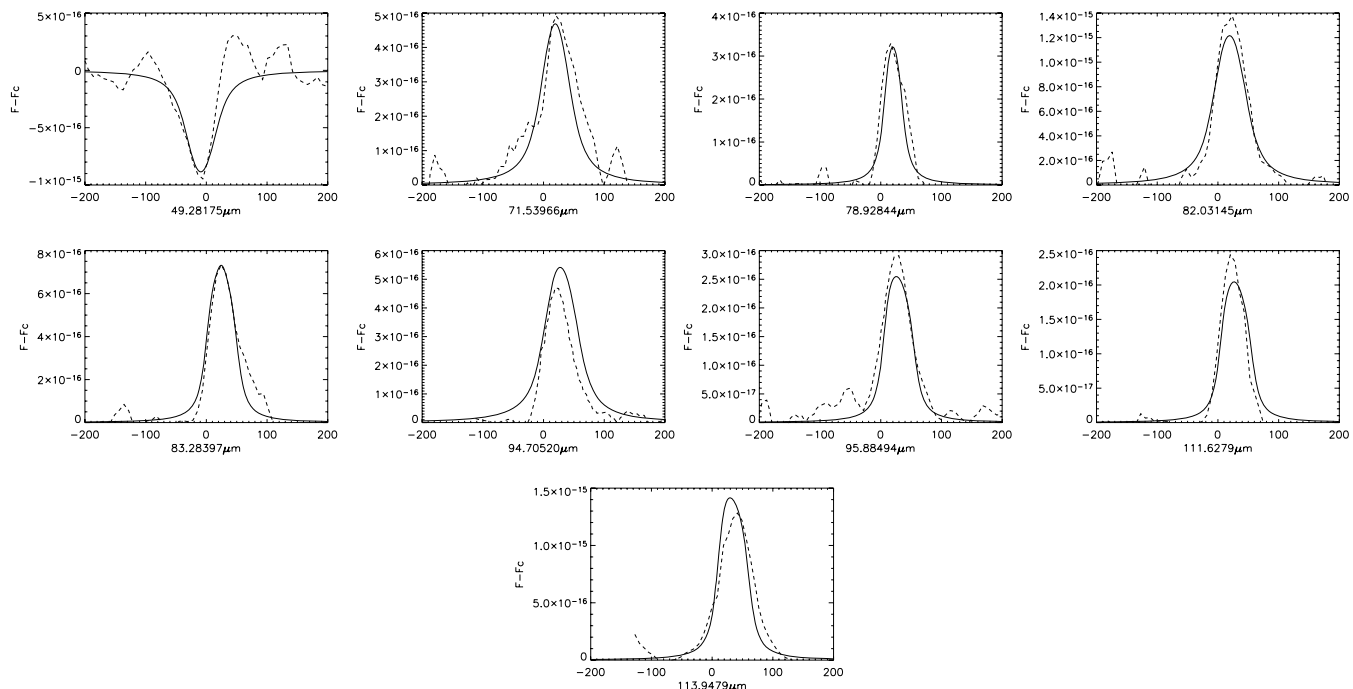 5×10⁻¹⁶
0
−5×10⁻¹⁶
−1×10⁻¹⁵
F−Fc
−200 −100 0 100 200
49.28175μm
5×10⁻¹⁶
4×10⁻¹⁶
3×10⁻¹⁶
2×10⁻¹⁶
1×10⁻¹⁶
0
F−Fc
−200 −100 0 100 200
71.53966μm
4×10⁻¹⁶
3×10⁻¹⁶
2×10⁻¹⁶
1×10⁻¹⁶
0
F−Fc
−200 −100 0 100 200
78.92844μm
1.4×10⁻¹⁵
1.2×10⁻¹⁵
1.0×10⁻¹⁵
8.0×10⁻¹⁶
6.0×10⁻¹⁶
4.0×10⁻¹⁶
2.0×10⁻¹⁶
0
F−Fc
−200 −100 0 100 200
82.03145μm
8×10⁻¹⁶
6×10⁻¹⁶
4×10⁻¹⁶
2×10⁻¹⁶
0
F−Fc
−200 −100 0 100 200
83.28397μm
6×10⁻¹⁶
5×10⁻¹⁶
4×10⁻¹⁶
3×10⁻¹⁶
2×10⁻¹⁶
1×10⁻¹⁶
0
F−Fc
−200 −100 0 100 200
94.70520μm
3.0×10⁻¹⁶
2.5×10⁻¹⁶
2.0×10⁻¹⁶
1.5×10⁻¹⁶
1.0×10⁻¹⁶
5.0×10⁻¹⁷
0
F−Fc
−200 −100 0 100 200
95.88494μm
2.5×10⁻¹⁶
2.0×10⁻¹⁶
1.5×10⁻¹⁶
1.0×10⁻¹⁶
5.0×10⁻¹⁷
0
F−Fc
−200 −100 0 100 200
111.6279μm
1.5×10⁻¹⁵
1.0×10⁻¹⁵
5.0×10⁻¹⁶
0
F−Fc
−200 −100 0 100 200
113.9479μm